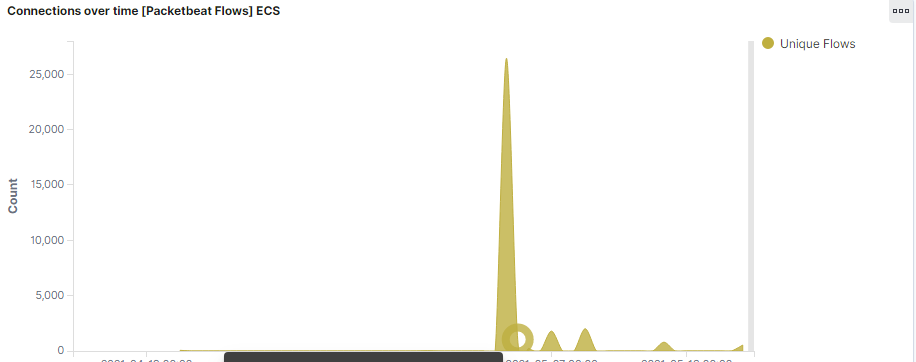 Connections over time [Packetbeat Flows] ECS
Unique Flows
25,000
20,000
15,000
10,000
5,000
0
Count